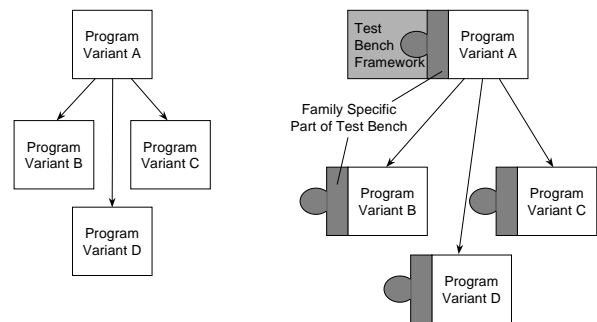 Program
Variant A
Program
Variant B
Program
Variant C
Program
Variant D
Test
Bench
Framework
Program
Variant A
Family Specific
Part of Test Bench
Program
Variant B
Program
Variant C
Program
Variant D